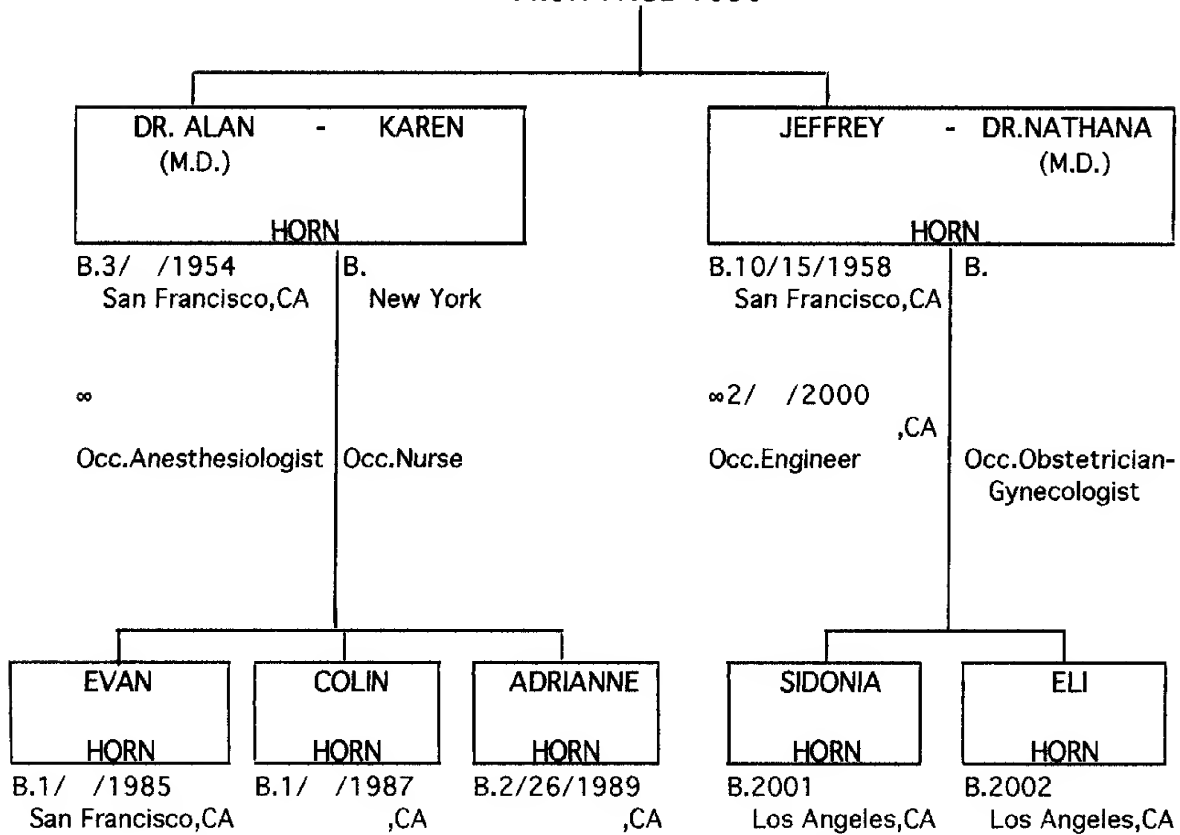 DR. ALAN - KAREN
(M.D.)
HORN
B.3/ /1954 B.
San Francisco,CA New York
∞
Occ.Anesthesiologist Occ.Nurse
JEFFREY - DR.NATHANA
(M.D.)
HORN
B.10/15/1958 B.
San Francisco,CA
∞2/ /2000
,CA
Occ.Engineer Occ.Obstetrician-
Gynecologist
EVAN
HORN
B.1/ /1985
San Francisco,CA
COLIN
HORN
B.1/ /1987
,CA
ADRIANNE
HORN
B.2/26/1989
,CA
SIDONIA
HORN
B.2001
Los Angeles,CA
ELI
HORN
B.2002
Los Angeles,CA